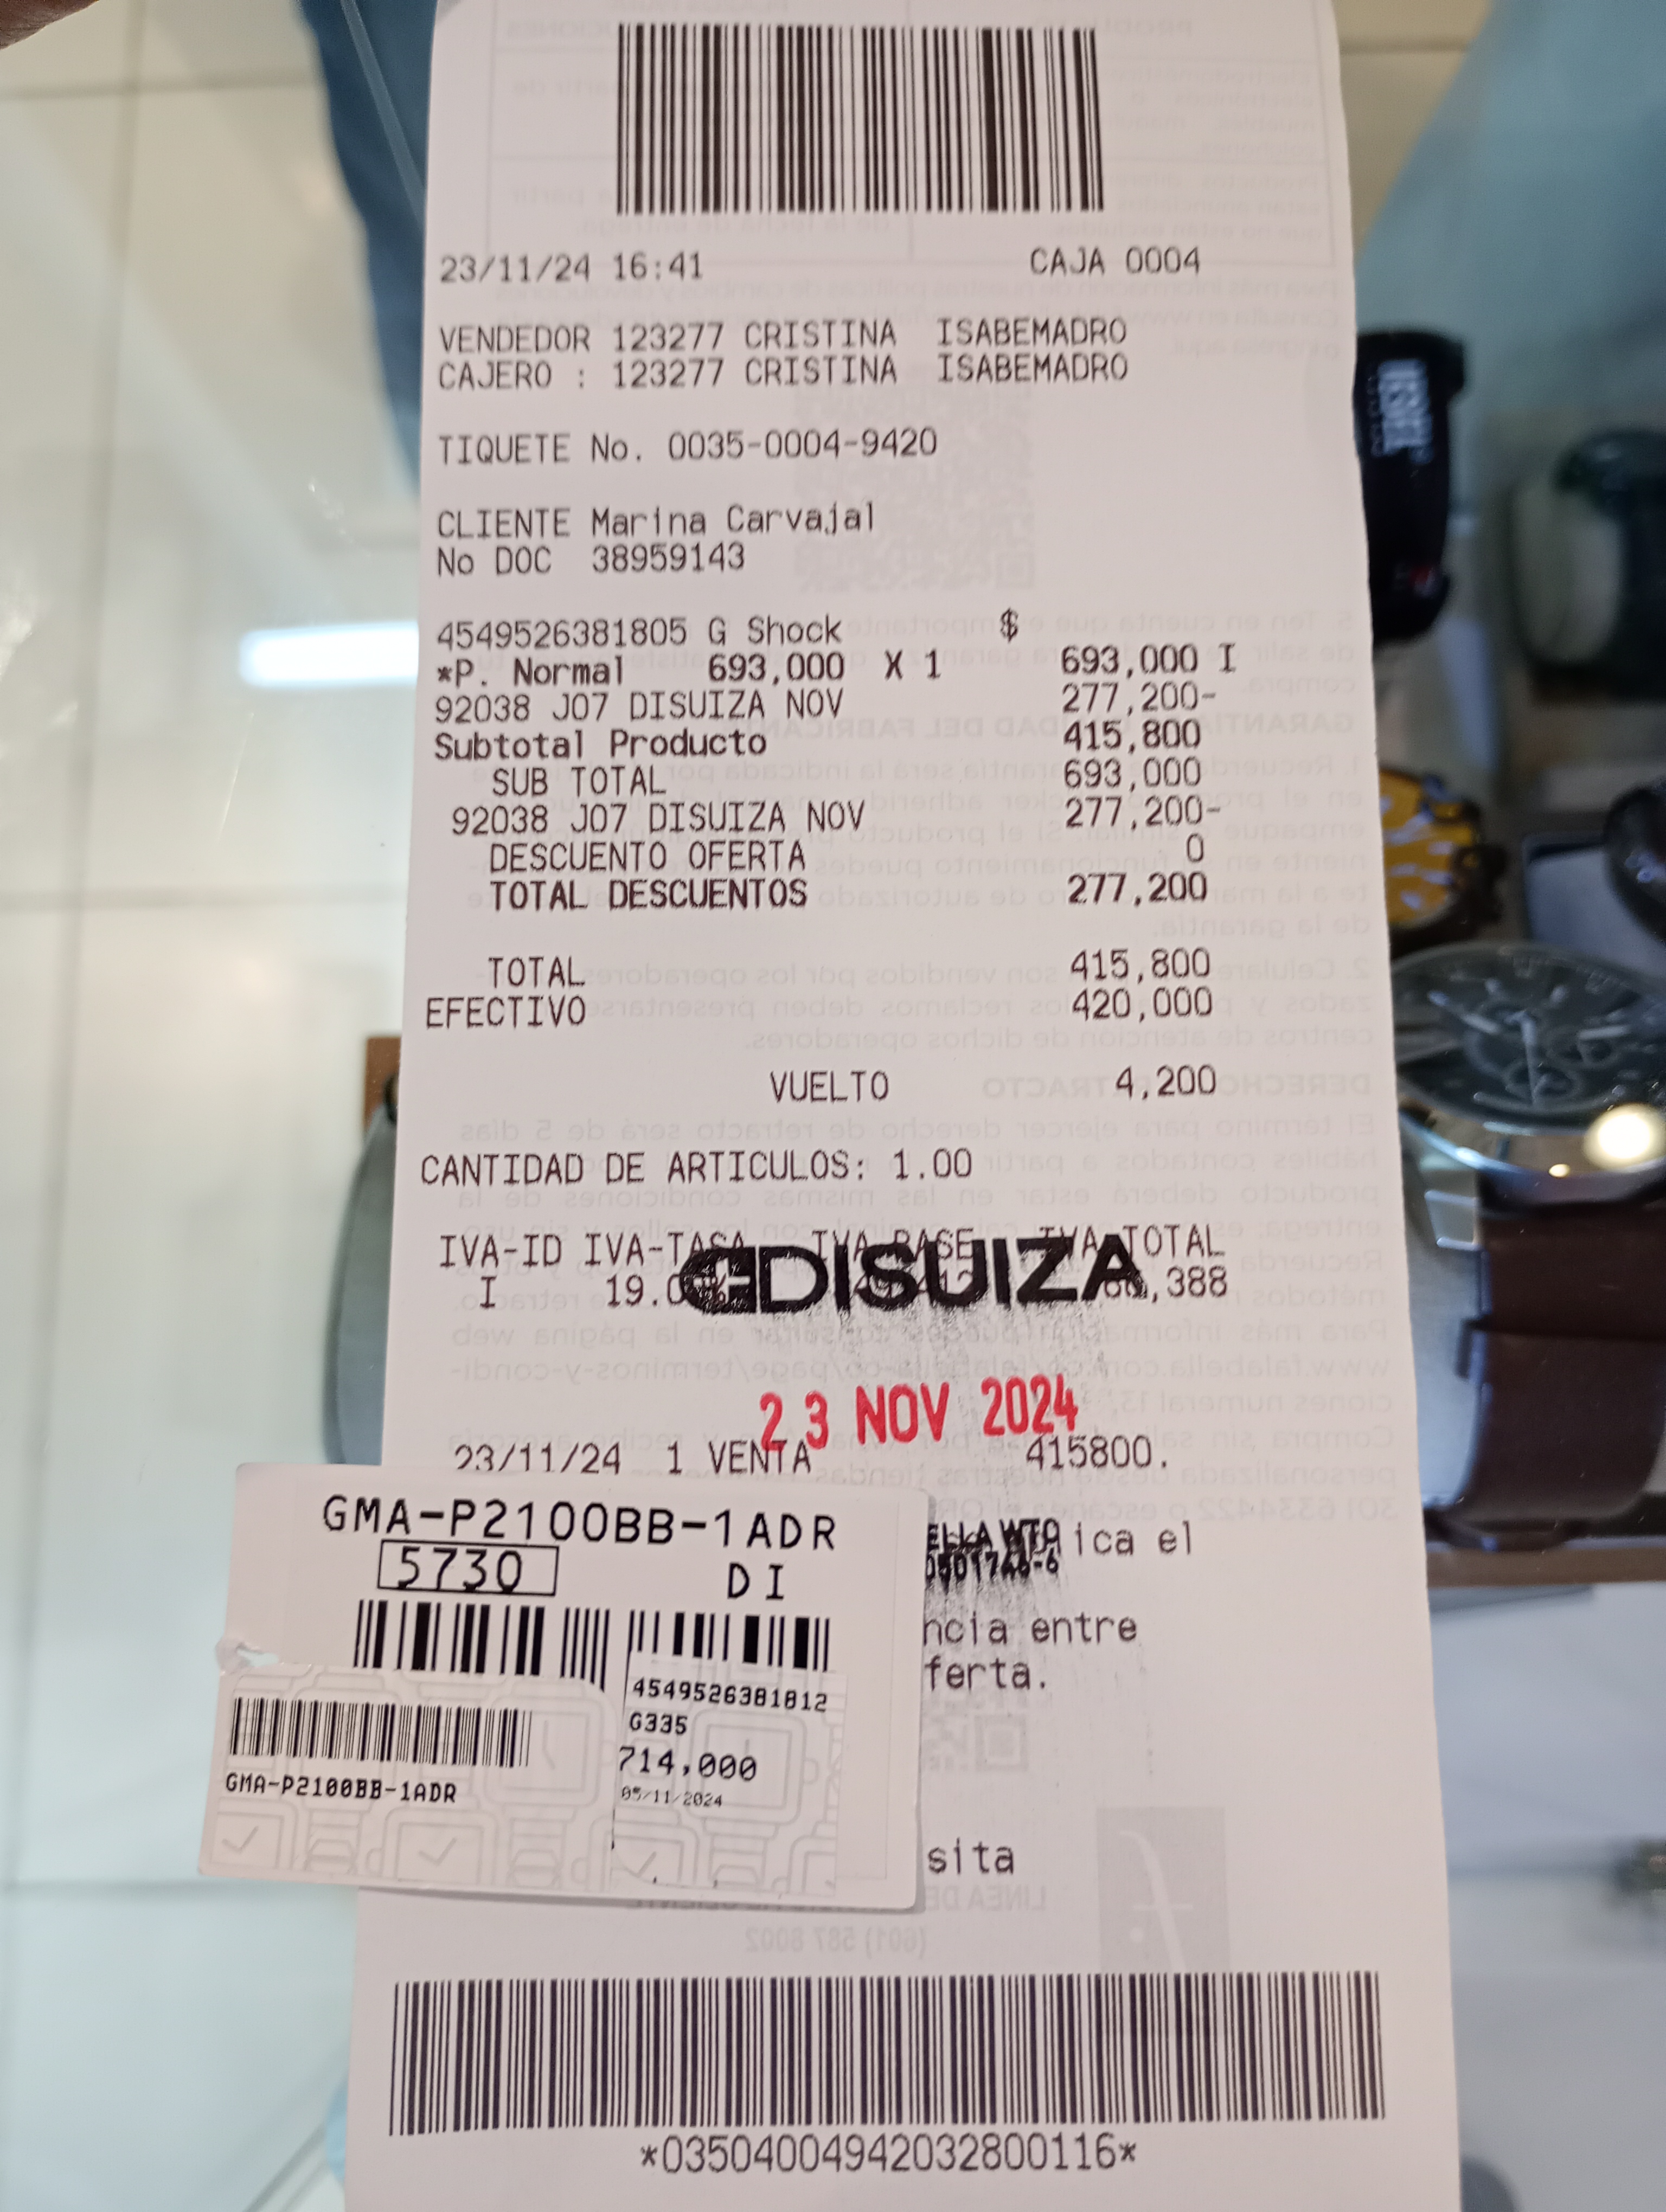 23/11/24 16:41 CAJA 0004
VENDEDOR 123277 CRISTINA ISABEMADRO
CAJERO : 123277 CRISTINA ISABEMADRO
TIQUETE No. 0035-0004-9420
CLIENTE Marina Carvajal
No DOC 38959143
4549526381805 G Shock $
*P. Normal 693,000 X 1 693,000 I
92038 J07 DISUIZA NOV 277,200-
Subtotal Producto 415,800
SUB TOTAL 693,000
92038 J07 DISUIZA NOV 277,200-
DESCUENTO OFERTA 0
TOTAL DESCUENTOS 277,200
TOTAL 415,800
EFECTIVO 420,000
VUELTO 4,200
CANTIDAD DE ARTICULOS: 1.00
IVA-ID IVA-TASA IVA-BASE IVA-TOTAL
DISUIZA
I
23 NOV 2024
23/11/24 1 VENTA 415800.
GMA-P2100BB-1ADR
5730 DI
ica el
ncia entre
ferta.
4549526381812
G335
714,000
05/11/2024
GMA-P2100BB-1ADR
sita
*03504004942032800116*